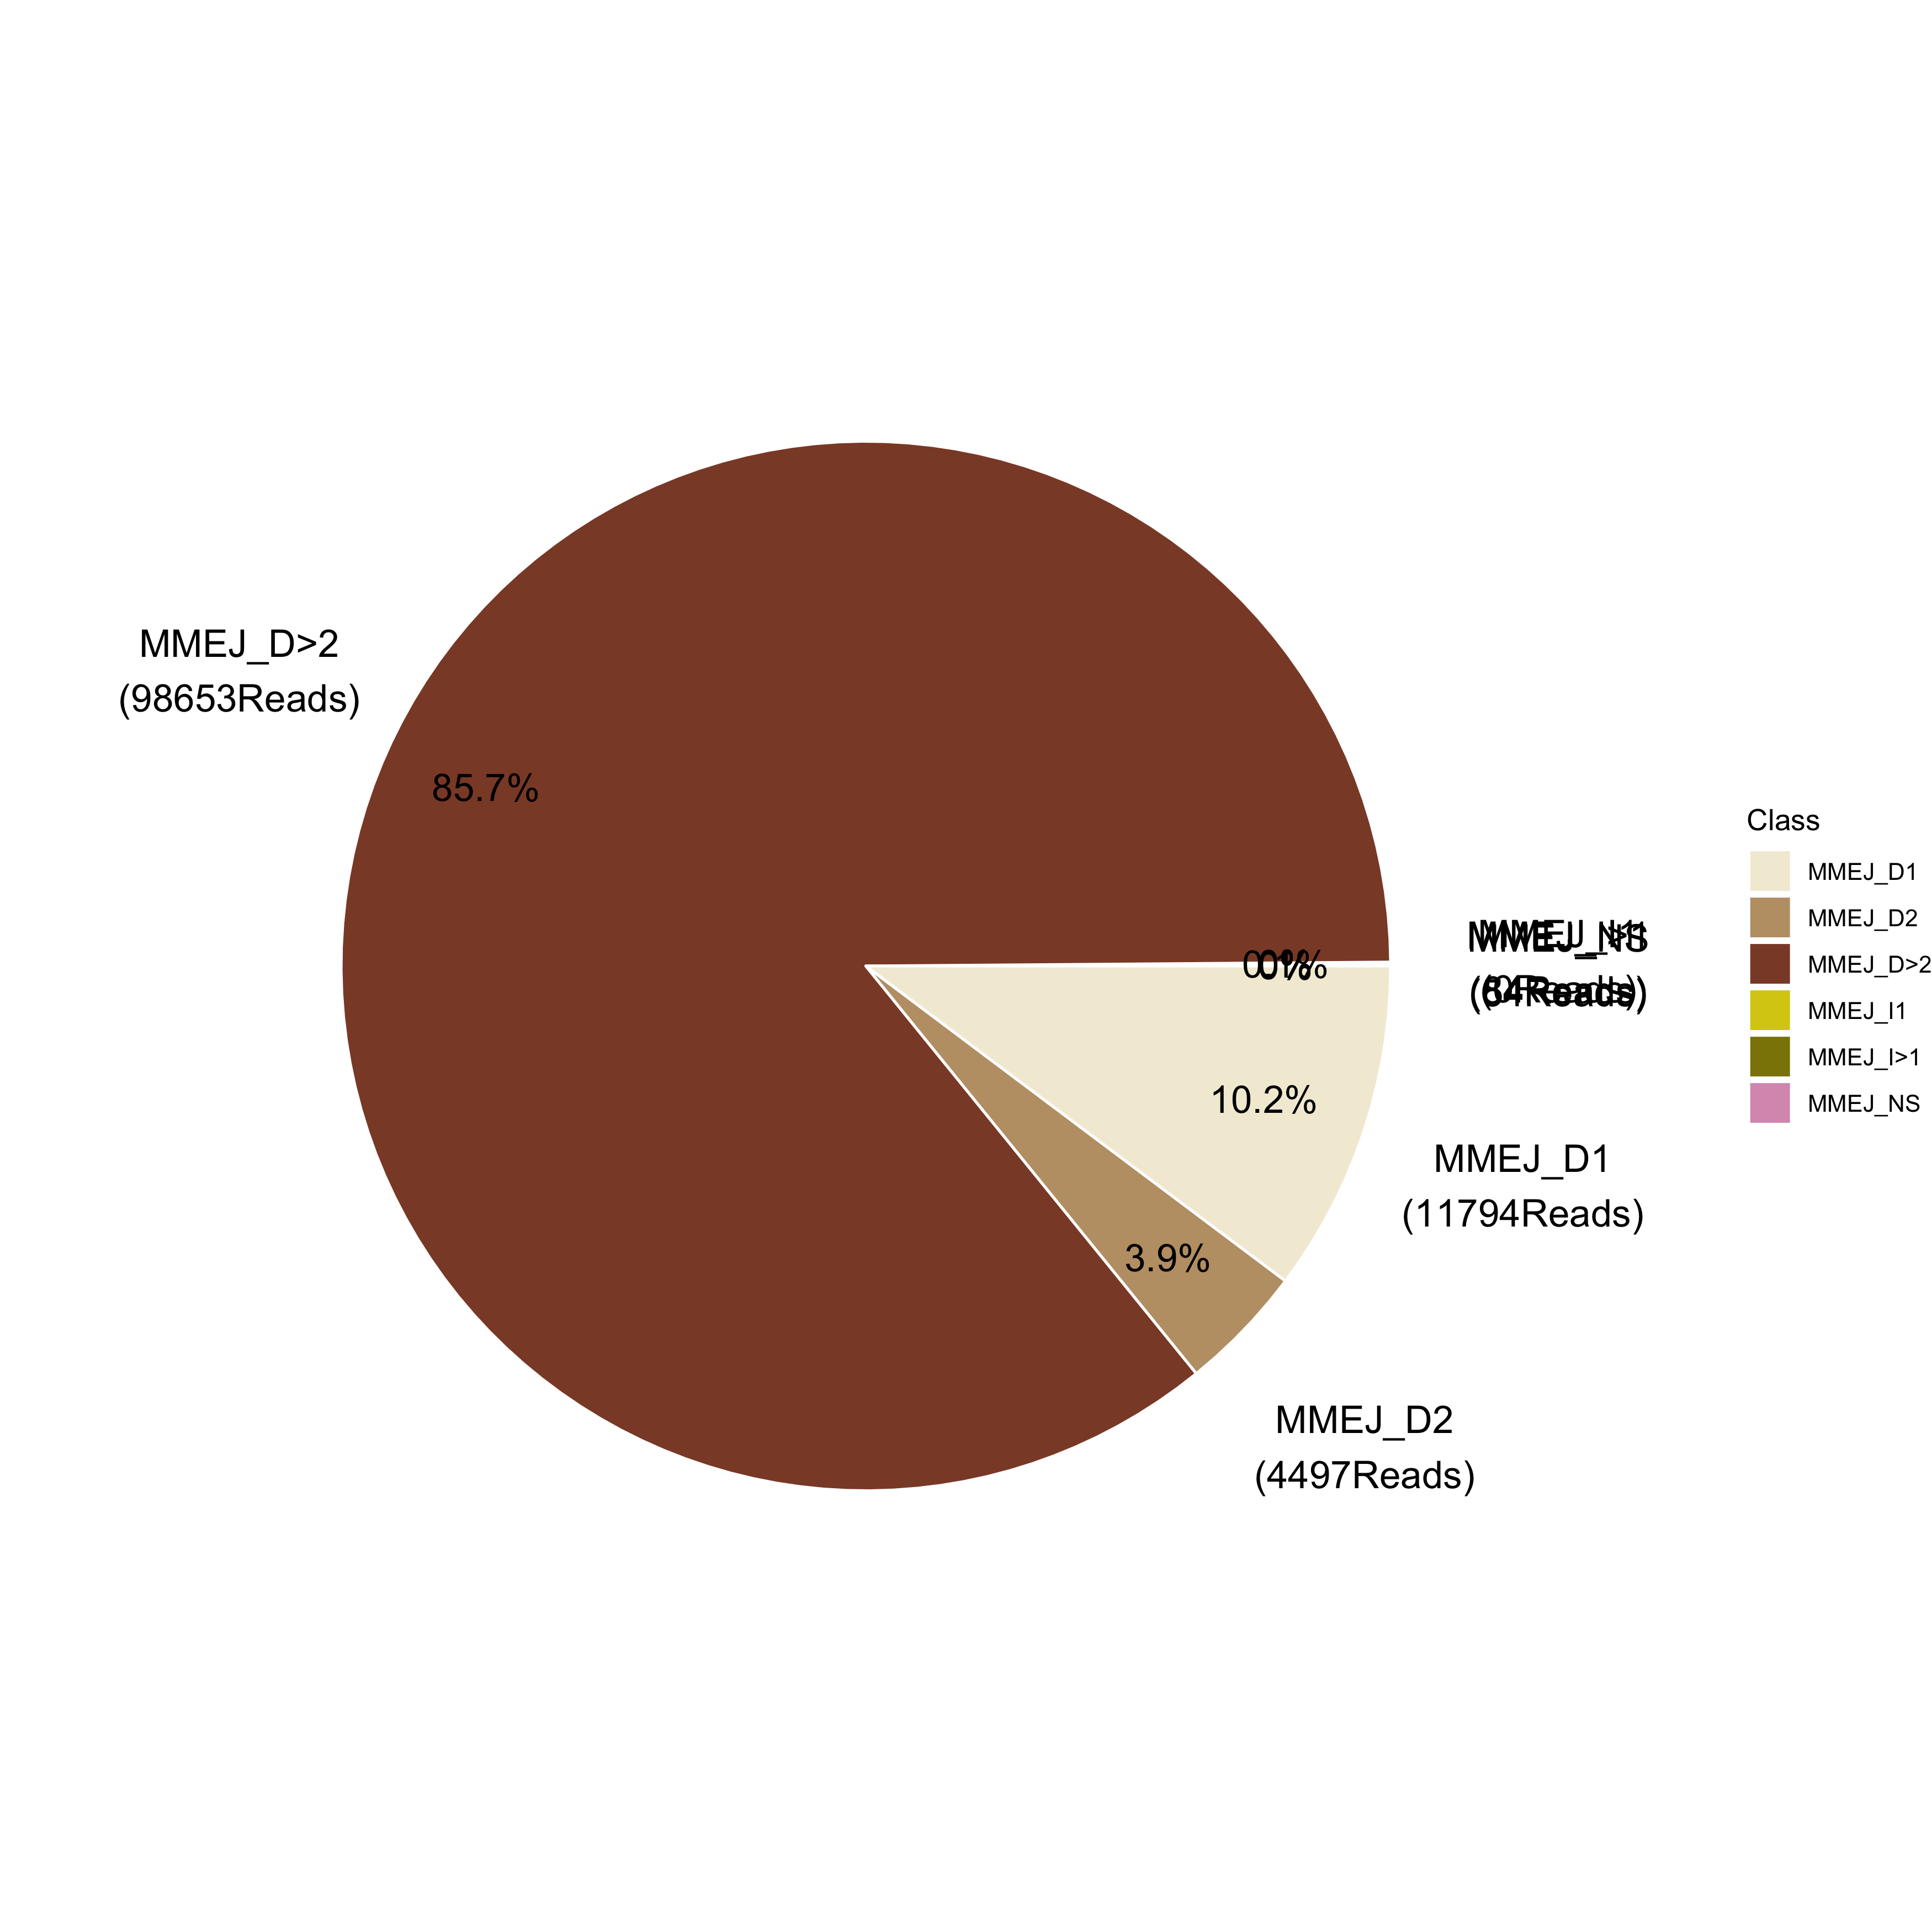 MMEJ_D>2
(98653Reads)
85.7%
10.2%
MMEJ_D1
(11794Reads)
3.9%
MMEJ_D2
(4497Reads)
Class
MMEJ_D1
MMEJ_D2
MMEJ_D>2
MMEJ_I1
MMEJ_I>1
MMEJ_NS